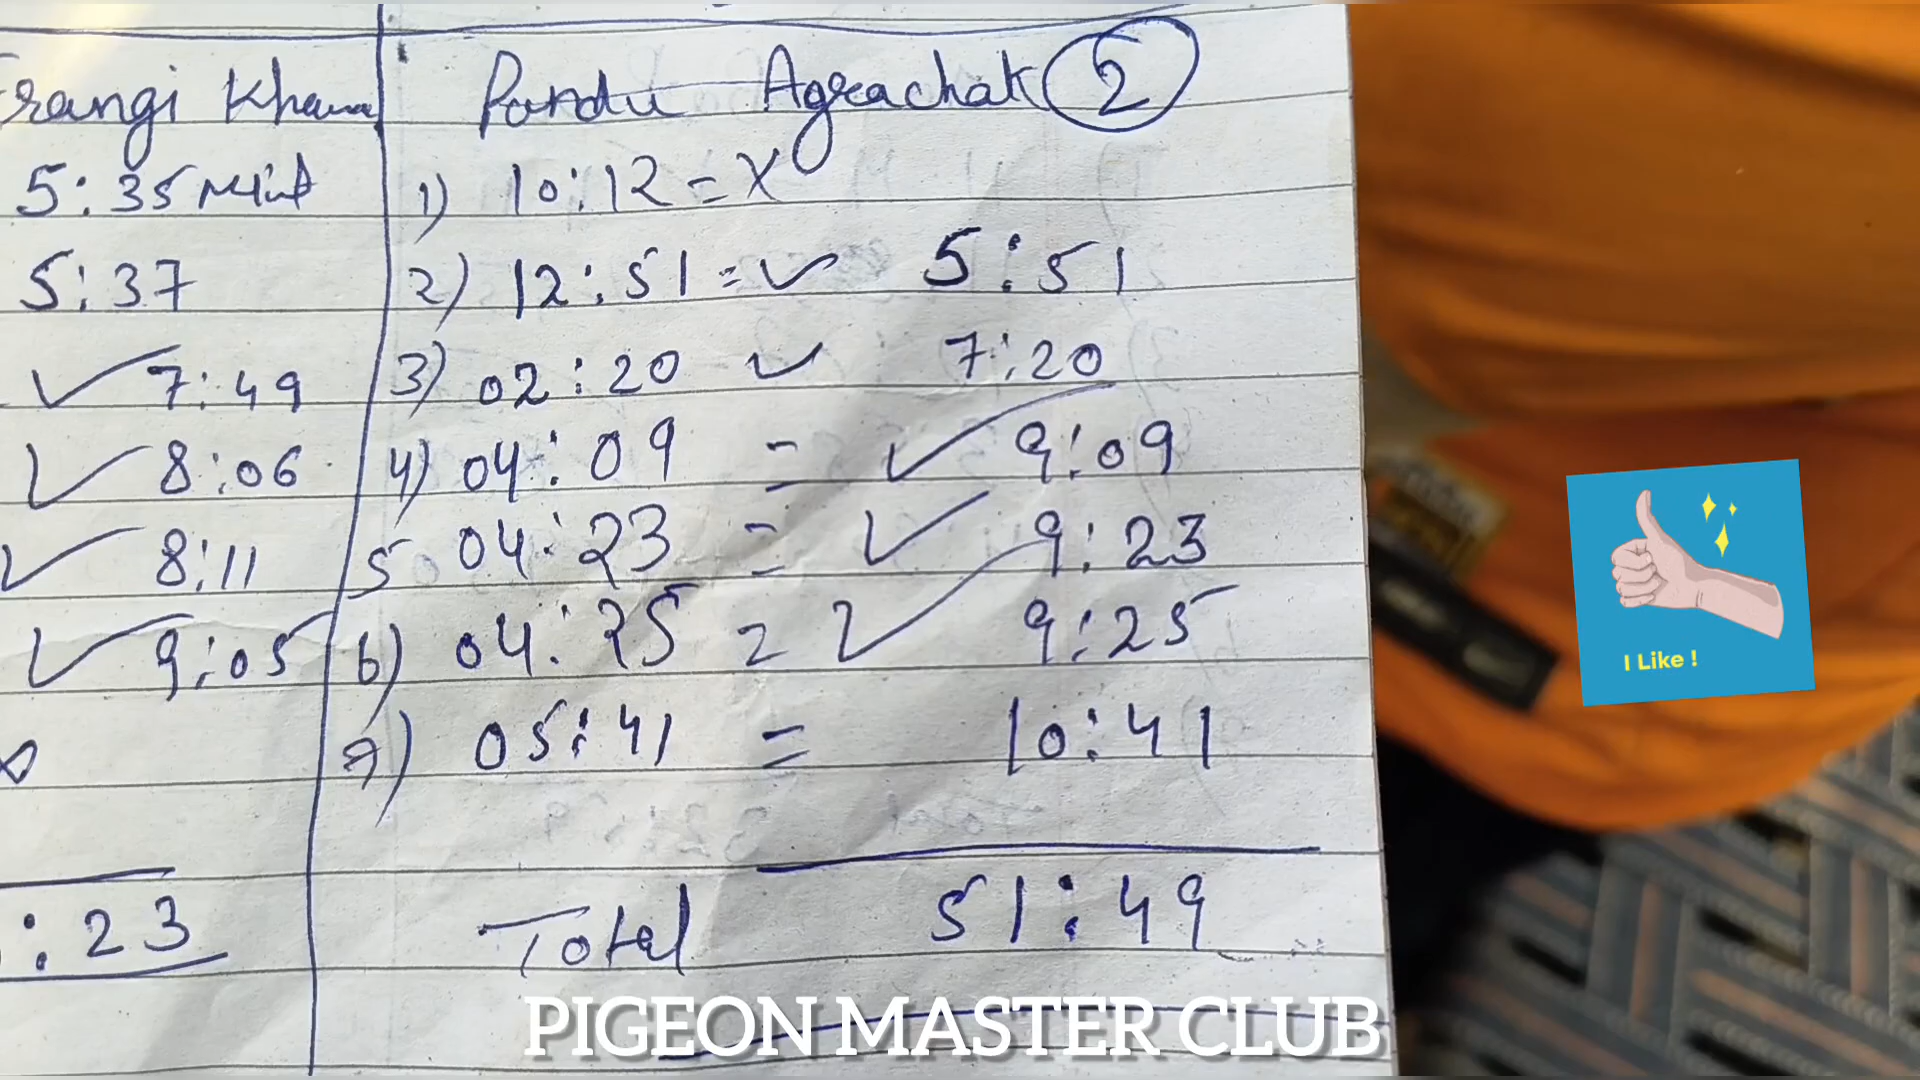 rangi Khana
5:35 Mint
5:37
✓ 7:49
✓ 8:06
✓ 8:11
✓ 9:05
:23
Pandu Agrachak 2
1) 10:12 = X
2) 12:51 = ✓ 5:51
3) 02:20 ✓ 7:20
4) 04:09 = ✓ 9:09
5 04:23 = ✓ 9:23
6) 04:25 = ✓ 9:25
7) 05:41 = 10:41
Total 51:49
I Like !
PIGEON MASTER CLUB